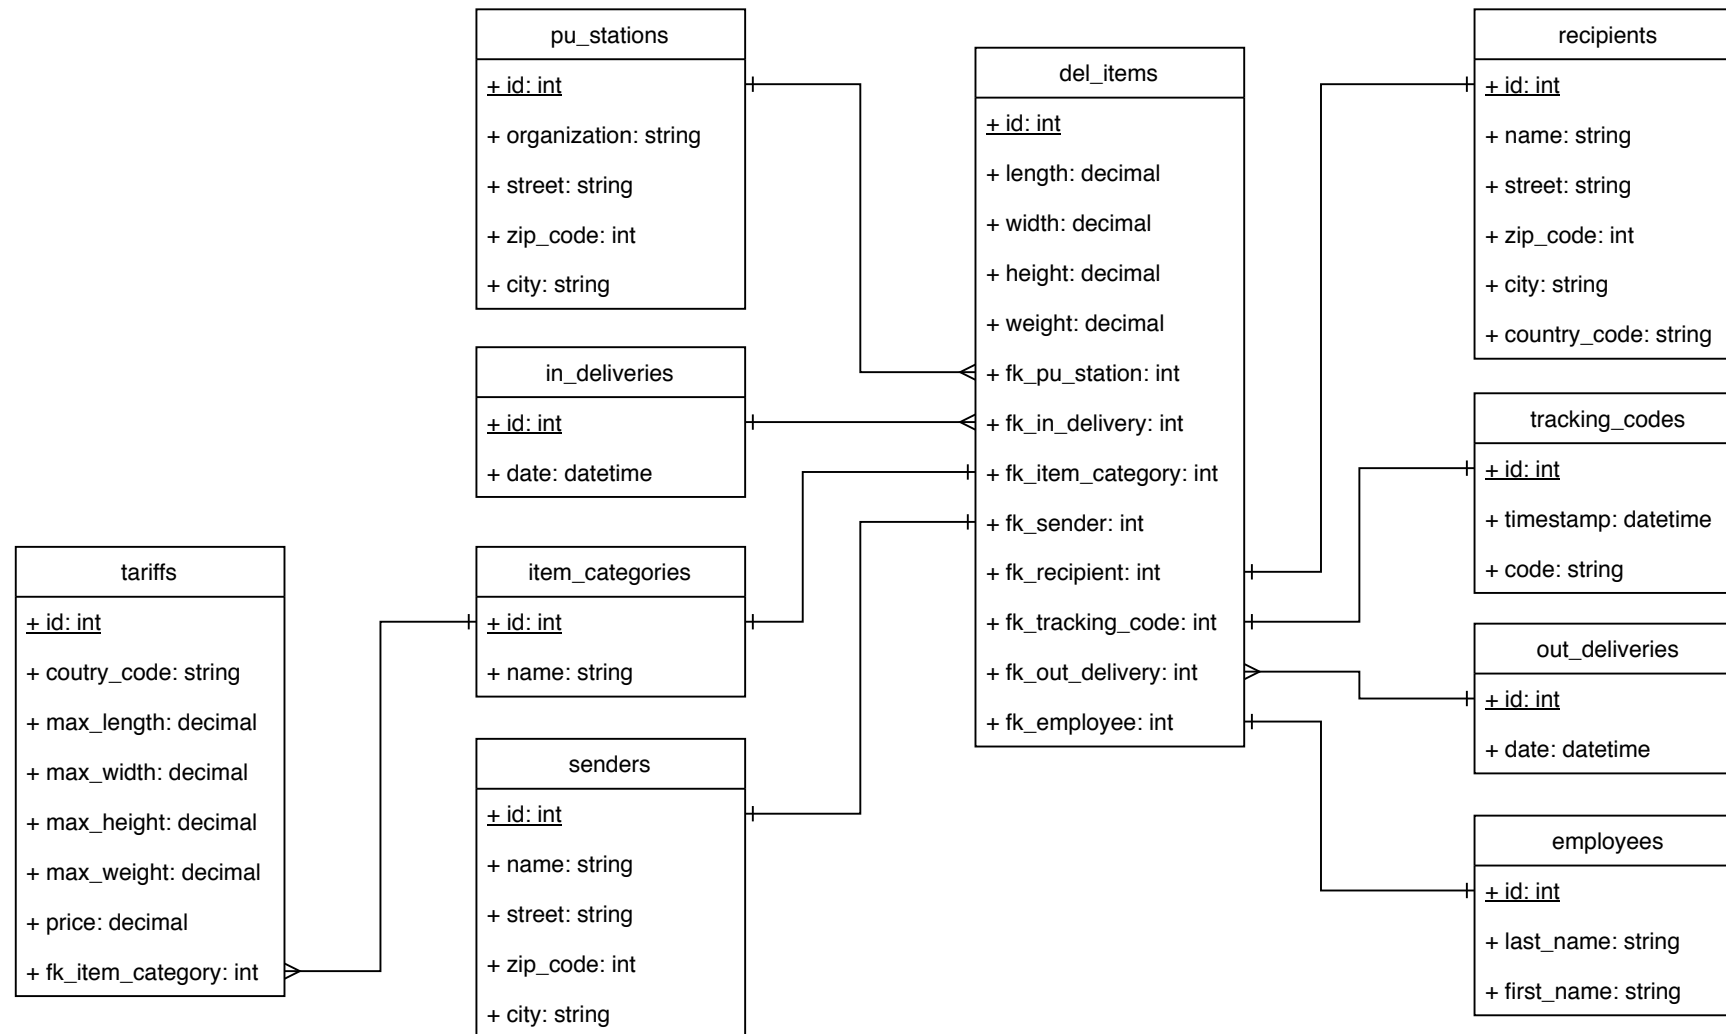 pu_stations
+ id: int
+ organization: string
+ street: string
+ zip_code: int
+ city: string
in_deliveries
+ id: int
+ date: datetime
tariffs
+ id: int
+ coutry_code: string
+ max_length: decimal
+ max_width: decimal
+ max_height: decimal
+ max_weight: decimal
+ price: decimal
+ fk_item_category: int
item_categories
+ id: int
+ name: string
senders
+ id: int
+ name: string
+ street: string
+ zip_code: int
+ city: string
del_items
+ id: int
+ length: decimal
+ width: decimal
+ height: decimal
+ weight: decimal
+ fk_pu_station: int
+ fk_in_delivery: int
+ fk_item_category: int
+ fk_sender: int
+ fk_recipient: int
+ fk_tracking_code: int
+ fk_out_delivery: int
+ fk_employee: int
recipients
+ id: int
+ name: string
+ street: string
+ zip_code: int
+ city: string
+ country_code: string
tracking_codes
+ id: int
+ timestamp: datetime
+ code: string
out_deliveries
+ id: int
+ date: datetime
employees
+ id: int
+ last_name: string
+ first_name: string